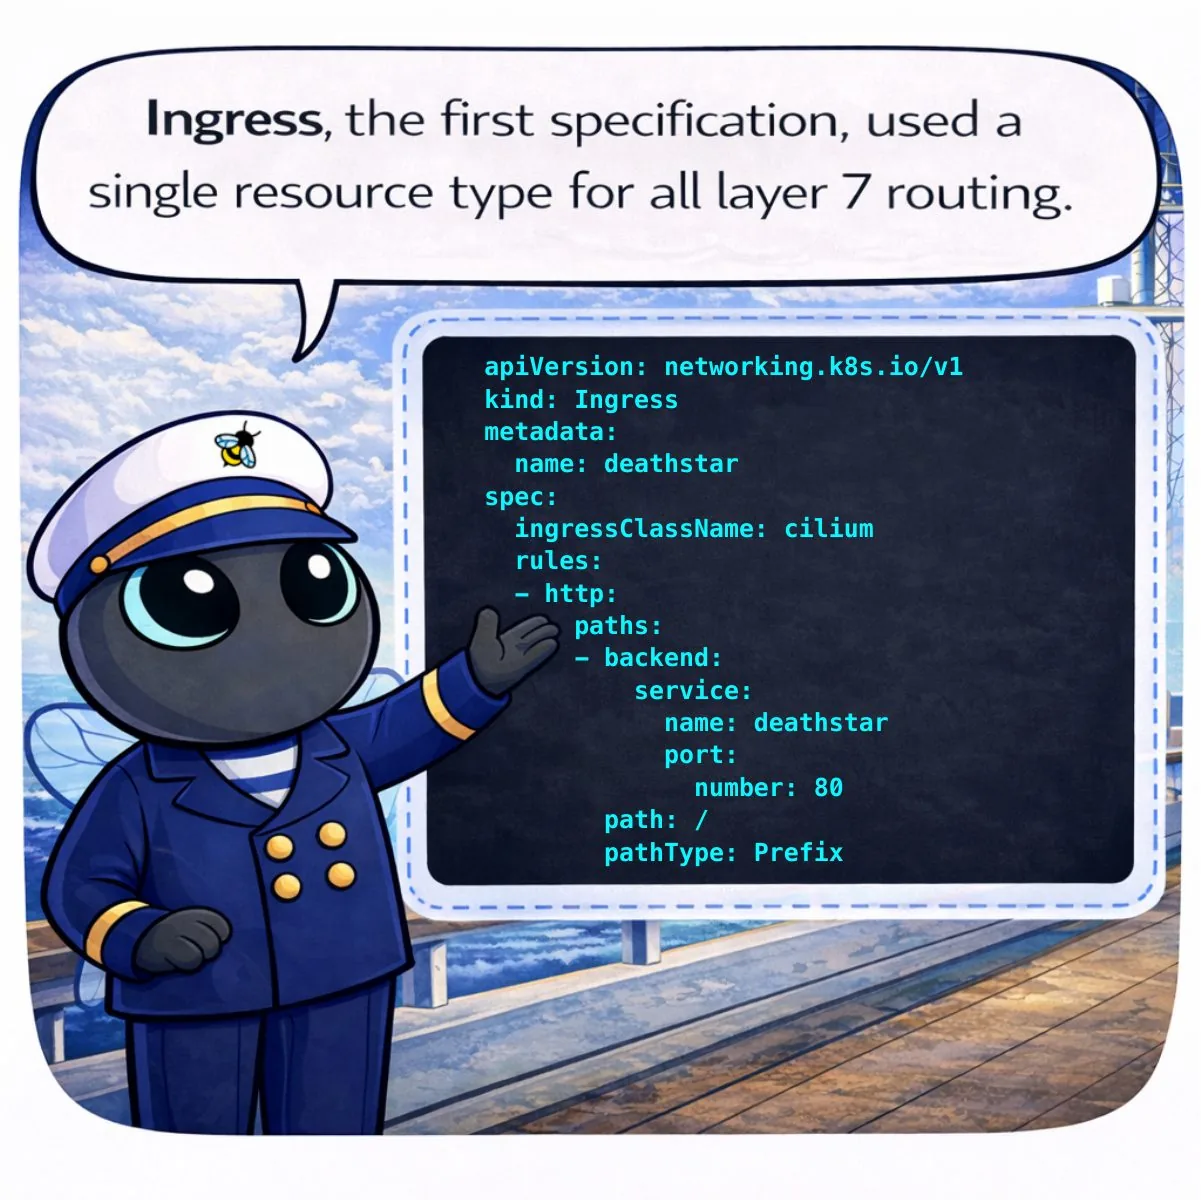 Ingress, the first specification, used a
single resource type for all layer 7 routing.
apiVersion: networking.k8s.io/v1
kind: Ingress
metadata:
  name: deathstar
spec:
  ingressClassName: cilium
  rules:
  - http:
      paths:
      - backend:
          service:
            name: deathstar
            port:
              number: 80
        path: /
        pathType: Prefix